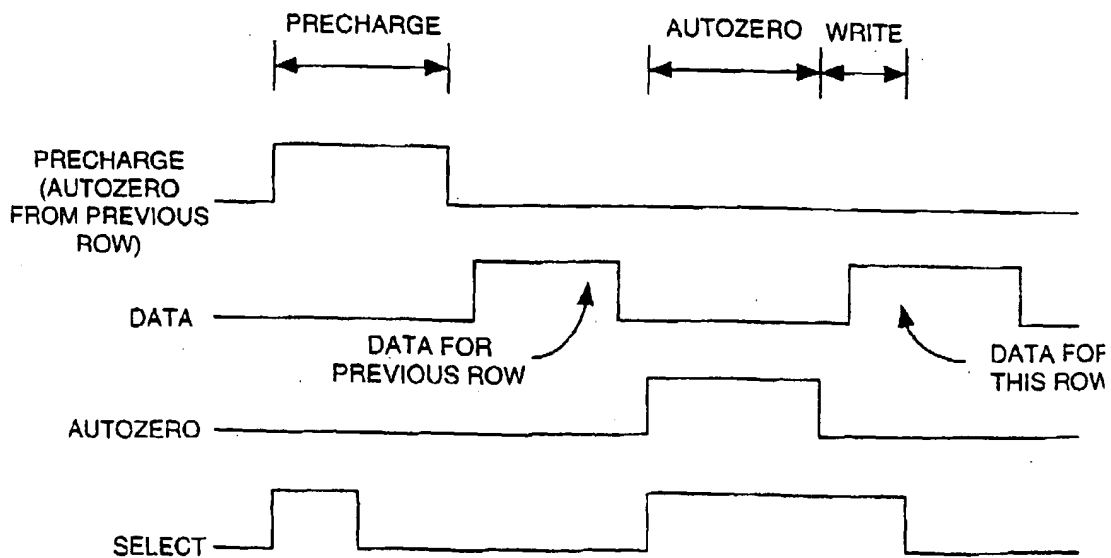 PRECHARGE
AUTOZERO
WRITE
PRECHARGE
(AUTOZERO
FROM PREVIOUS
ROW)
DATA
DATA FOR
PREVIOUS ROW
DATA FOR
THIS ROW
AUTOZERO
SELECT